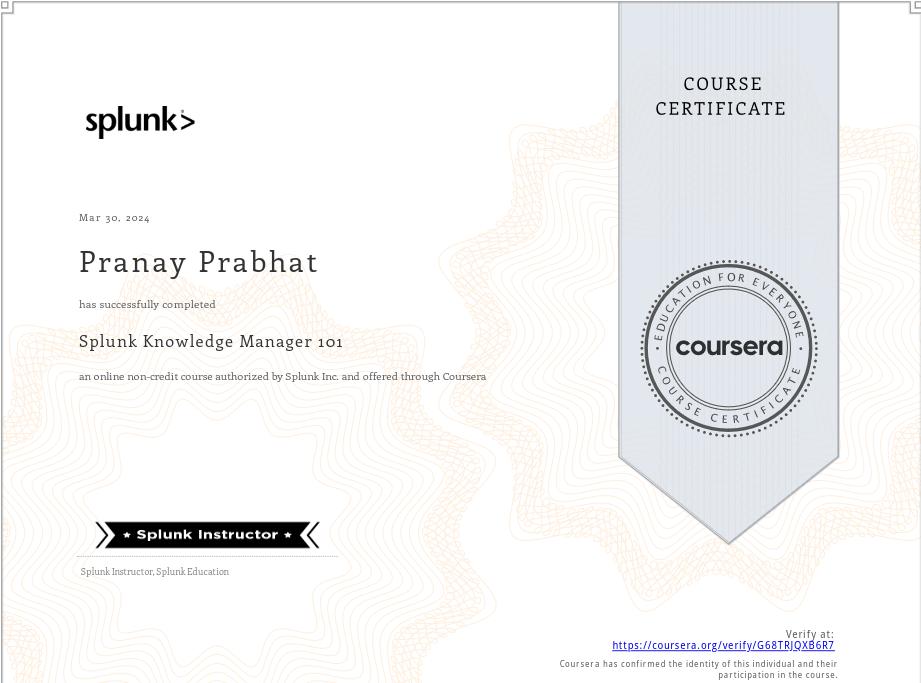 splunk>
COURSE
CERTIFICATE
Mar 30, 2024
Pranay Prabhat
has successfully completed
Splunk Knowledge Manager 101
an online non-credit course authorized by Splunk Inc. and offered through Coursera
EDUCATION FOR EVERYONE
coursera
COURSE CERTIFICATE
★ Splunk Instructor ★
Splunk Instructor, Splunk Education
Verify at:
https://coursera.org/verify/G68TRJQXB6R7
Coursera has confirmed the identity of this individual and their
participation in the course.